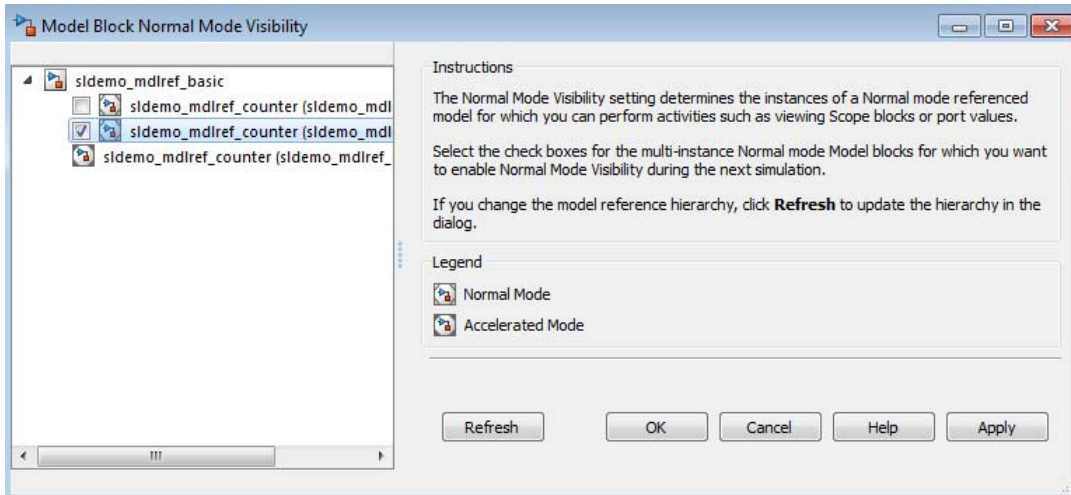 Model Block Normal Mode Visibility
sldemo_mdlref_basic
sldemo_mdlref_counter (sldemo_mdl
sldemo_mdlref_counter (sldemo_mdl
sldemo_mdlref_counter (sldemo_mdlref_
Instructions
The Normal Mode Visibility setting determines the instances of a Normal mode referenced
model for which you can perform activities such as viewing Scope blocks or port values.
Select the check boxes for the multi-instance Normal mode Model blocks for which you want
to enable Normal Mode Visibility during the next simulation.
If you change the model reference hierarchy, click Refresh to update the hierarchy in the
dialog.
Legend
Normal Mode
Accelerated Mode
Refresh OK Cancel Help Apply